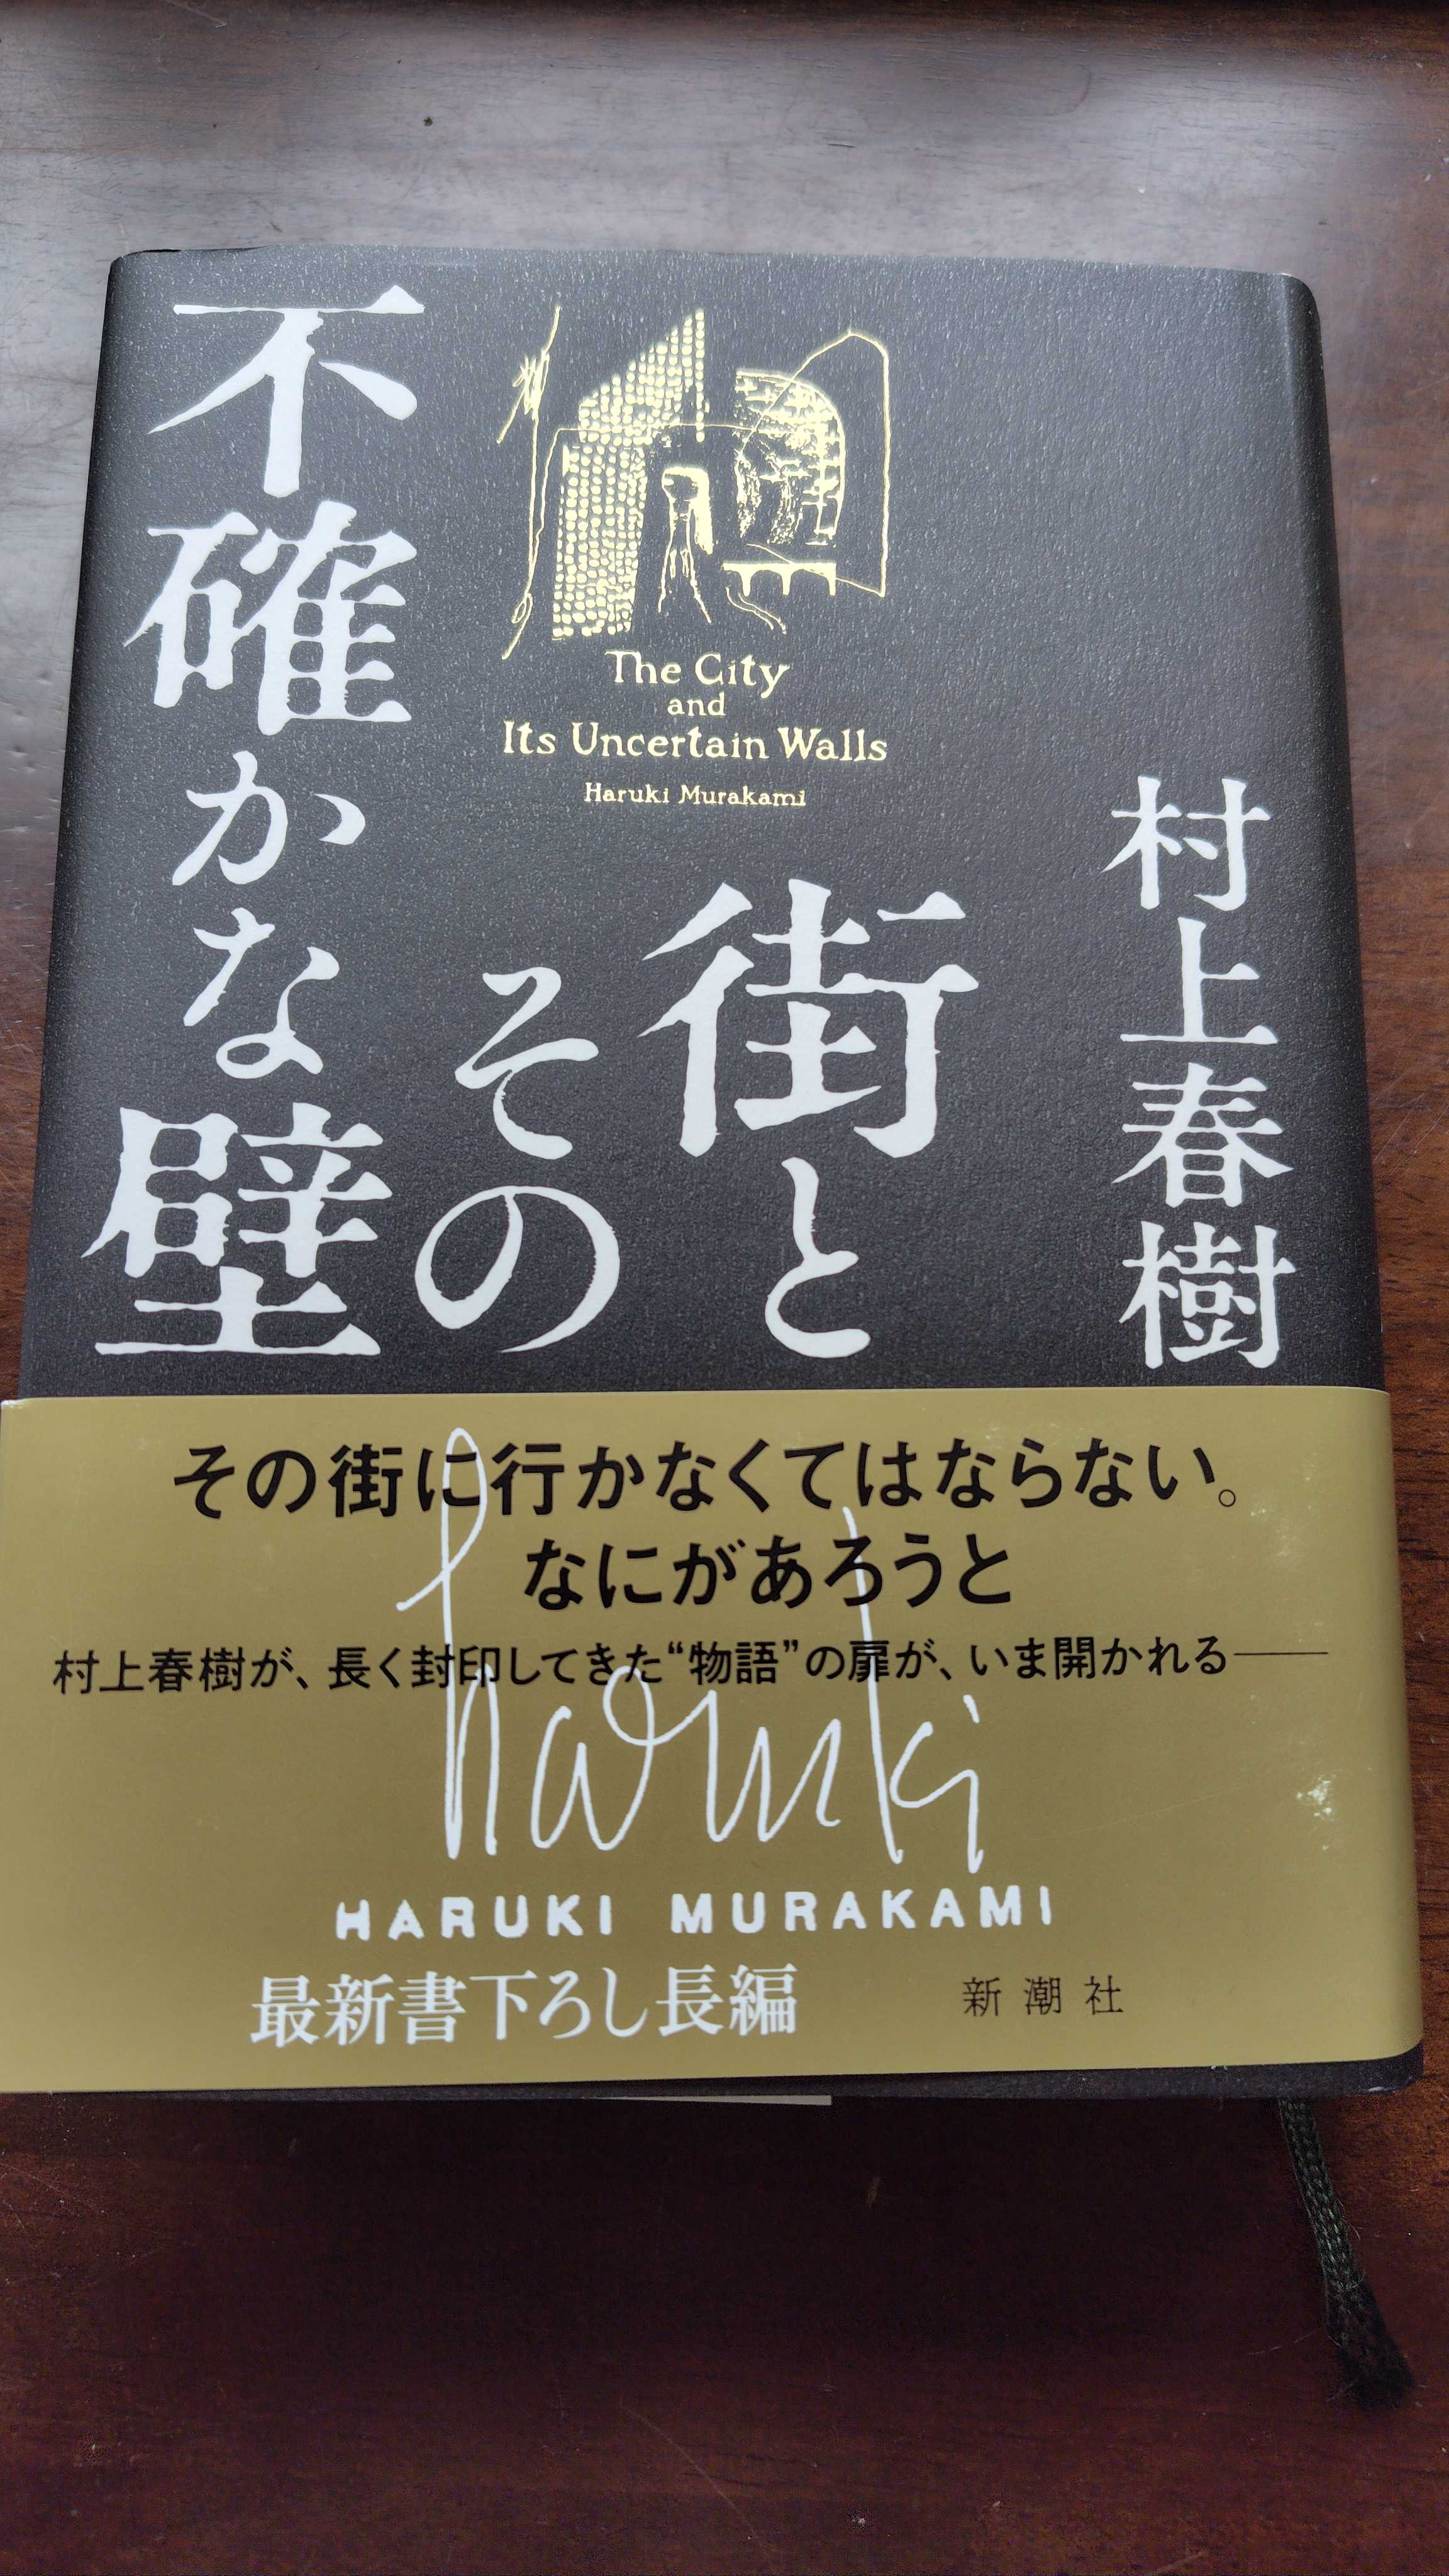 村上春樹
街と
その
不確かな壁
The City
and
Its Uncertain Walls
Haruki Murakami
その街に行かなくてはならない。
なにがあろうと
村上春樹が、長く封印してきた“物語”の扉が、いま開かれる——
haruki
HARUKI MURAKAMI
最新書下ろし長編
新潮社